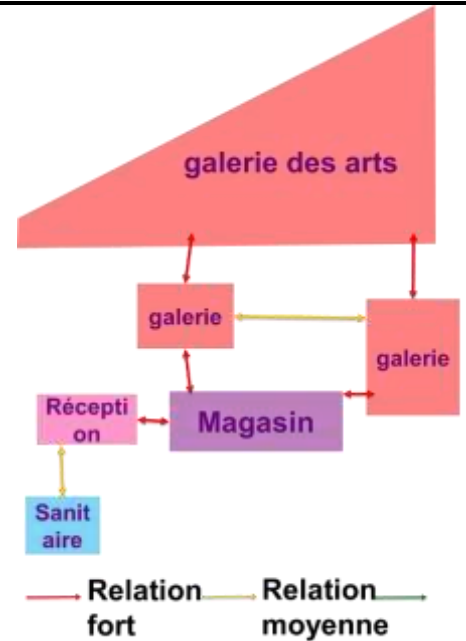 galerie des arts
galerie
galerie
Magasin
Récepti
on
Sanit
aire
Relation
fort
Relation
moyenne